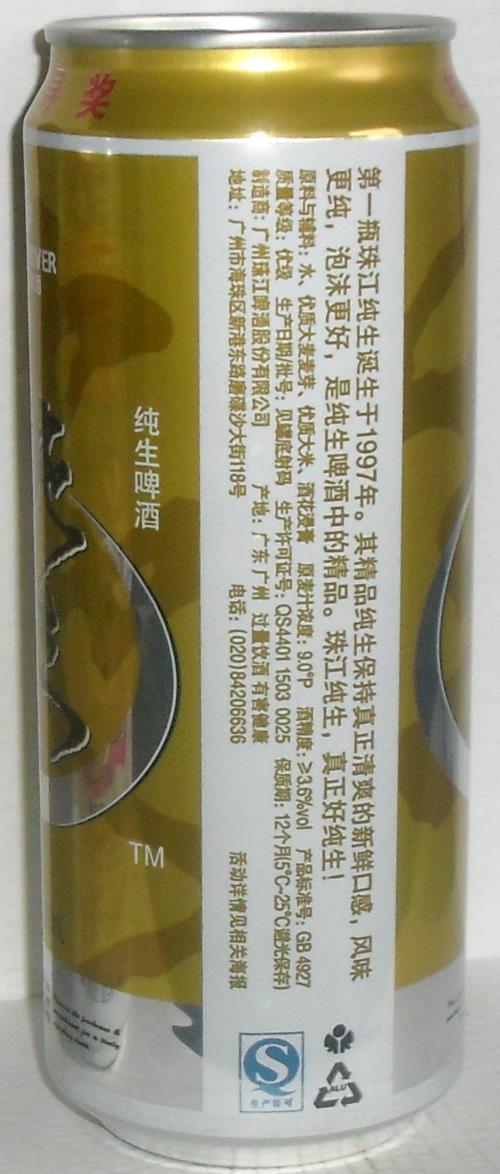 第一瓶珠江纯生诞生于1997年。其精品纯生保持真正清爽的新鲜口感，风味
更纯，泡沫更好，是纯生啤酒中的精品。珠江纯生，真正好纯生！
原料与辅料：水、优质大麦麦芽、优质大米、酒花浸膏 原麦汁浓度：9.0°P 酒精度：≥3.6%vol 产品标准号：GB 4927
质量等级：优级 生产日期/批号：见罐底射码 生产许可证号：QS4401 1503 0025 保质期：12个月(5°C~25°C避光保存)
制造商：广州珠江啤酒股份有限公司 产地：广东 广州 过量饮酒 有害健康
地址：广州市海珠区新港东路磨碟沙大街118号 电话：(020)84206636 活动详情见相关海报
纯生啤酒
TM
奖
VER
S
生产许可
ALU